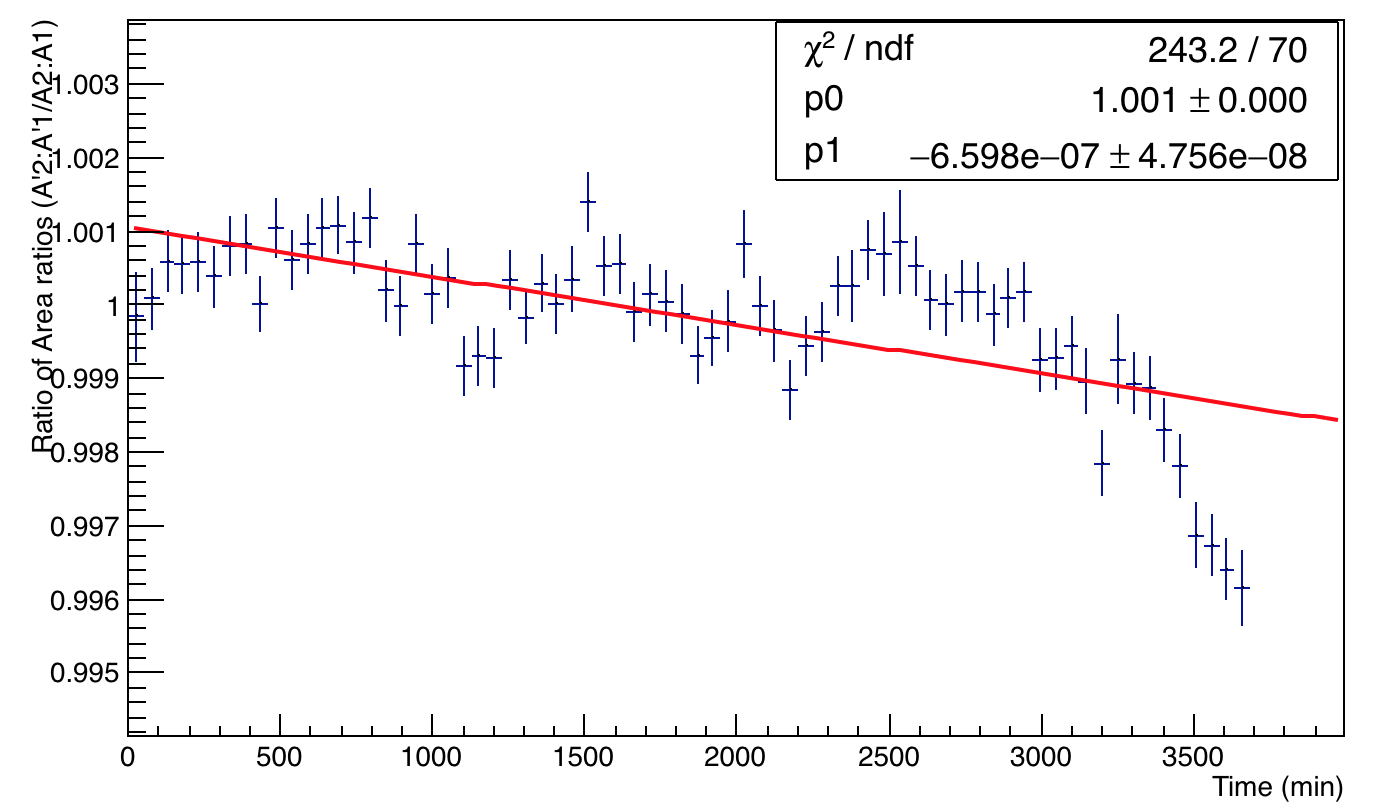 χ² / ndf 243.2 / 70
p0 1.001 ± 0.000
p1 −6.598e−07 ± 4.756e−08
Ratio of Area ratios (A'2:A'1/A2:A1)
1.003
1.002
1.001
1
0.999
0.998
0.997
0.996
0.995
0 500 1000 1500 2000 2500 3000 3500
Time (min)